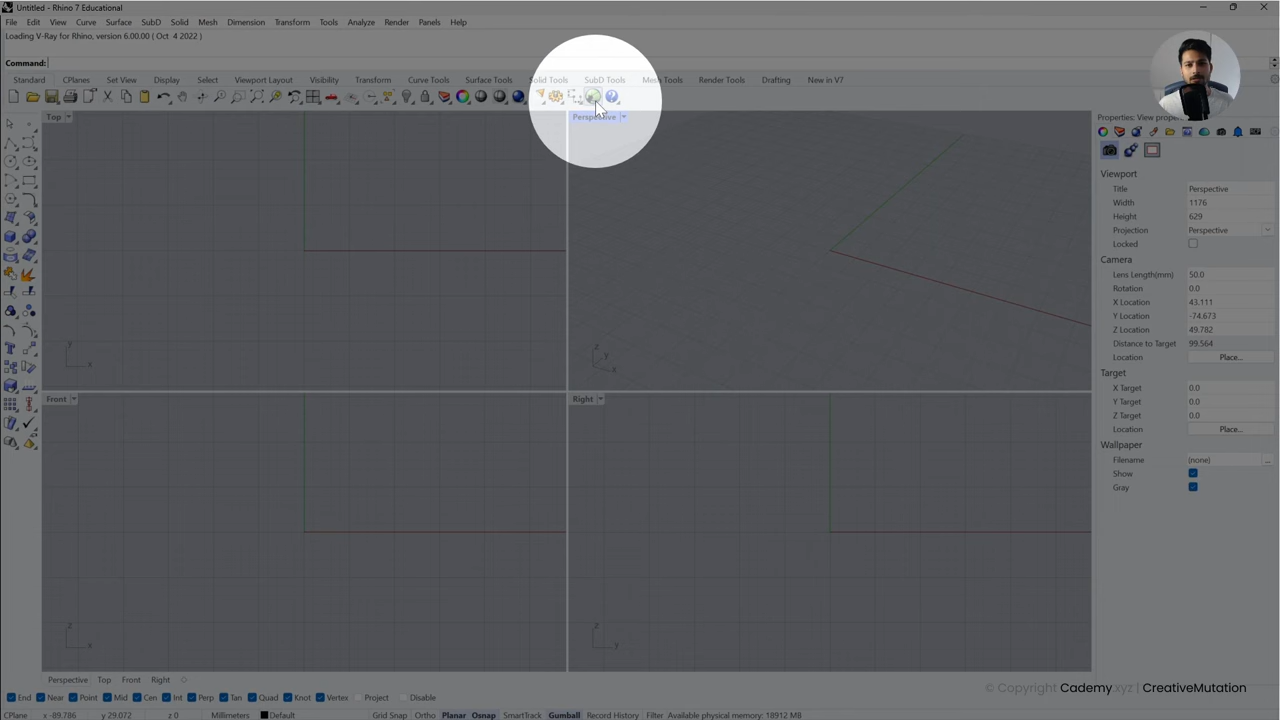 Untitled - Rhino 7 Educational
File Edit View Curve Surface SubD Solid Mesh Dimension Transform Tools Analyze Render Panels Help
Loading V-Ray for Rhino, version 6.00.00 ( Oct 4 2022 )
Command:
Standard CPlanes Set View Display Select Viewport Layout Visibility Transform Curve Tools Surface Tools Solid Tools SubD Tools Mesh Tools Render Tools Drafting New in V7
Top
Perspective
Properties: View prope
Viewport
Title Perspective
Width 1176
Height 629
Projection Perspective
Locked
Camera
Lens Length(mm) 50.0
Rotation 0.0
X Location 43.111
Y Location -74.673
Z Location 49.782
Distance to Target 99.564
Location Place...
Target
X Target 0.0
Y Target 0.0
Z Target 0.0
Location Place...
Wallpaper
Filename (none) ...
Show
Gray
y
x
z
y
x
Front
Right
z
x
z
y
Perspective Top Front Right
End Near Point Mid Cen Int Perp Tan Quad Knot Vertex Project Disable
© Copyright Cademy.xyz | CreativeMutation
CPlane x -89.786 y 29.072 z 0 Millimeters Default Grid Snap Ortho Planar Osnap SmartTrack Gumball Record History Filter Available physical memory: 18912 MB